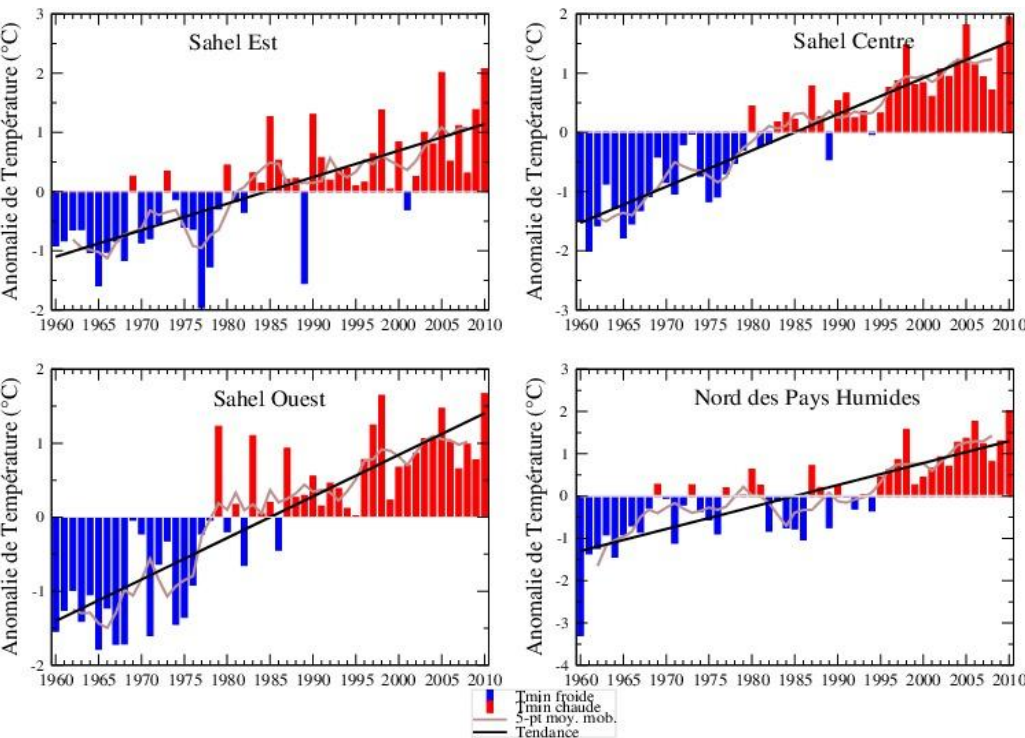 Sahel Est
Anomalie de Température (°C)
3
2
1
0
-1
-2
1960 1965 1970 1975 1980 1985 1990 1995 2000 2005 2010
Sahel Centre
Anomalie de Température (°C)
2
1
0
-1
-2
-3
1960 1965 1970 1975 1980 1985 1990 1995 2000 2005 2010
Sahel Ouest
Anomalie de Température (°C)
2
1
0
-1
-2
1960 1965 1970 1975 1980 1985 1990 1995 2000 2005 2010
Nord des Pays Humides
Anomalie de Température (°C)
3
2
1
0
-1
-2
-3
-4
1960 1965 1970 1975 1980 1985 1990 1995 2000 2005 2010
Tmin froide
Tmin chaude
5-pt moy. mob.
Tendance